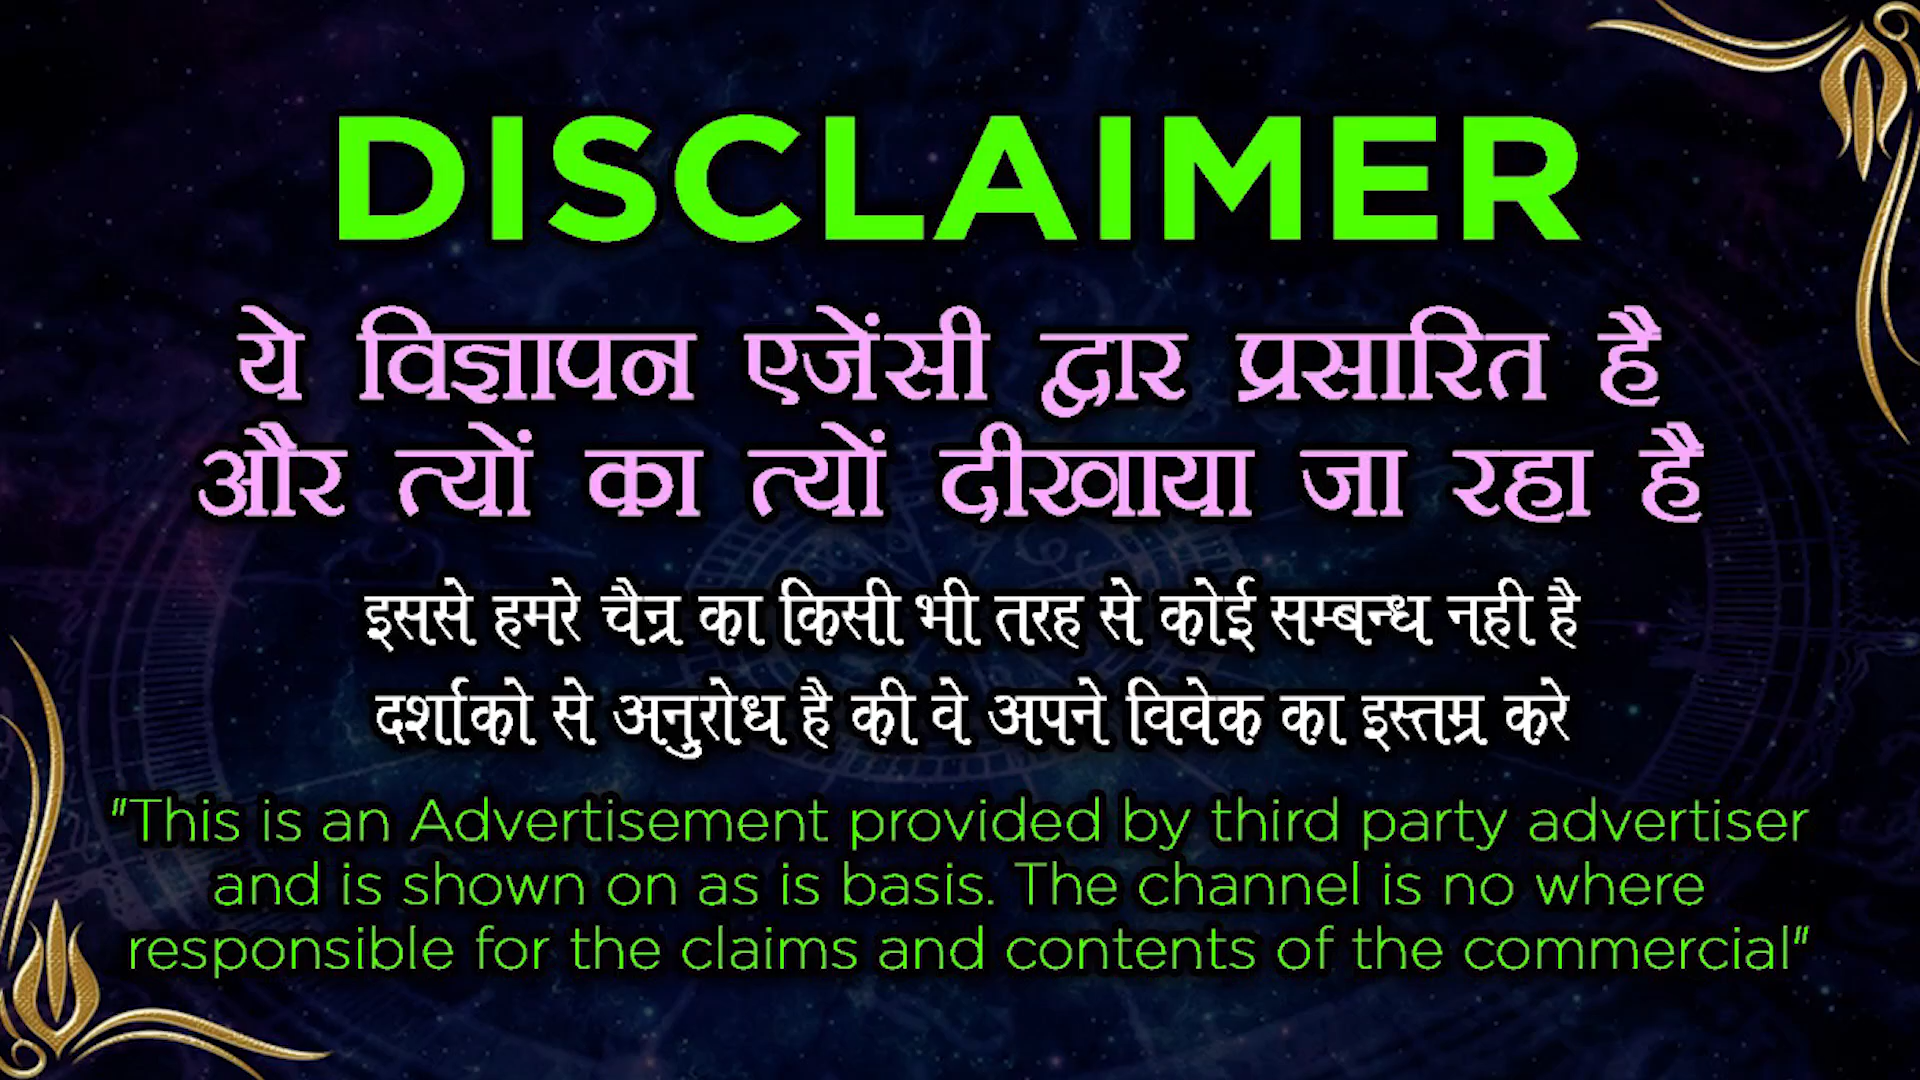 DISCLAIMER
ये विज्ञापन एजेंसी द्वार प्रसारित है
और त्यों का त्यों दीखाया जा रहा है
इससे हमरे चैन्र का किसी भी तरह से कोई सम्बन्ध नही है
दर्शाको से अनुरोध है की वे अपने विवेक का इस्तम्र करे
"This is an Advertisement provided by third party advertiser
and is shown on as is basis. The channel is no where
responsible for the claims and contents of the commercial"